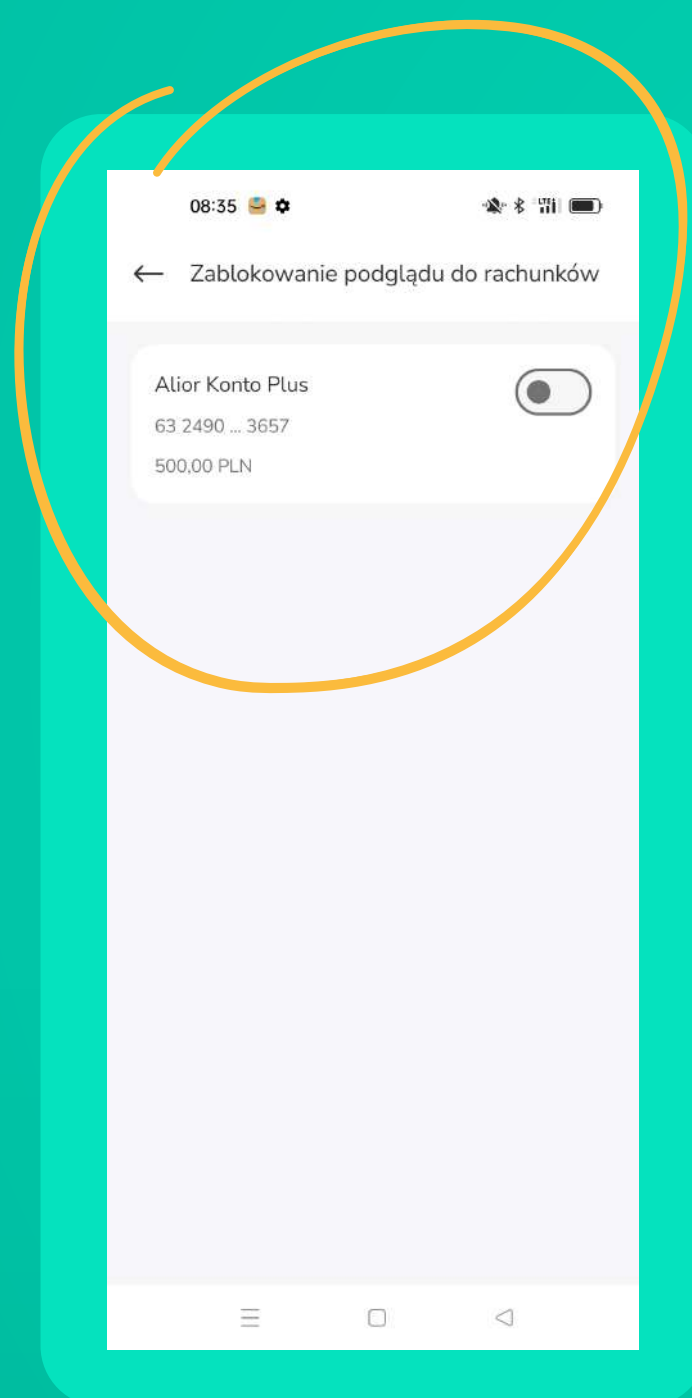 08:35
Zablokowanie podglądu do rachunków
Alior Konto Plus
63 2490 ... 3657
500,00 PLN